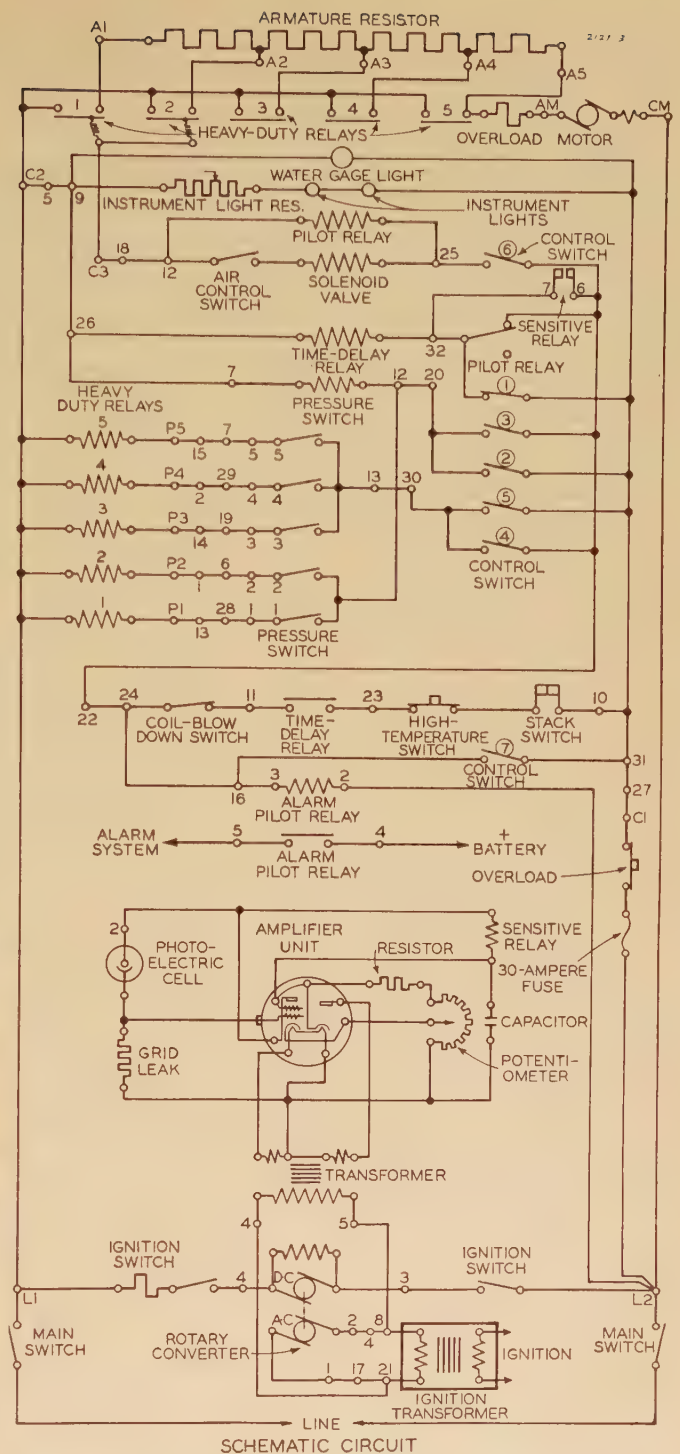 ARMATURE RESISTOR
2121 3
A1
A2
A3
A4
A5
1
2
3
4
5
AM
CM
HEAVY-DUTY RELAYS
OVERLOAD
MOTOR
C2
5
9
WATER GAGE LIGHT
INSTRUMENT LIGHT RES.
INSTRUMENT
LIGHTS
PILOT RELAY
C3
18
12
AIR
CONTROL
SWITCH
SOLENOID
VALVE
25
6
CONTROL
SWITCH
7
6
SENSITIVE
RELAY
26
TIME-DELAY
RELAY
32
PILOT RELAY
7
PRESSURE
SWITCH
12
20
1
HEAVY
DUTY RELAYS
3
5
P5
15
7
5
5
2
4
P4
2
29
4
4
13
30
5
3
P3
14
19
3
3
4
CONTROL
SWITCH
2
P2
1
6
2
2
1
P1
13
28
1
1
PRESSURE
SWITCH
22
24
COIL-BLOW
DOWN SWITCH
11
TIME-
DELAY
RELAY
23
HIGH-
TEMPERATURE
SWITCH
STACK
SWITCH
10
7
CONTROL
SWITCH
31
16
3
ALARM
PILOT RELAY
2
27
C1
ALARM
SYSTEM
5
ALARM
PILOT RELAY
4
+
BATTERY
OVERLOAD
2
PHOTO-
ELECTRIC
CELL
AMPLIFIER
UNIT
RESISTOR
SENSITIVE
RELAY
30-AMPERE
FUSE
CAPACITOR
GRID
LEAK
POTENTI-
OMETER
TRANSFORMER
4
5
IGNITION
SWITCH
IGNITION
SWITCH
L1
4
DC
3
L2
MAIN
SWITCH
AC
2
8
4
MAIN
SWITCH
ROTARY
CONVERTER
IGNITION
1
17
21
IGNITION
TRANSFORMER
LINE
SCHEMATIC CIRCUIT